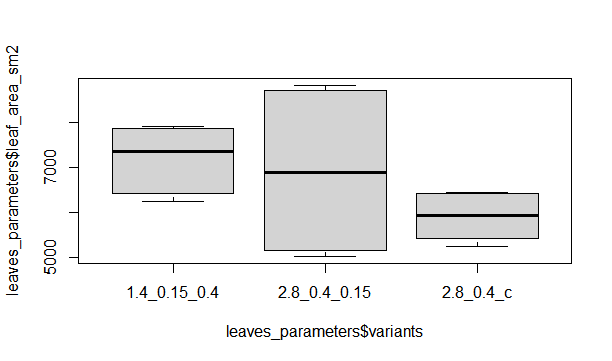 leaves_parameters$leaf_area_sm2
7000
5000
1.4_0.15_0.4 2.8_0.4_0.15 2.8_0.4_c
leaves_parameters$variants